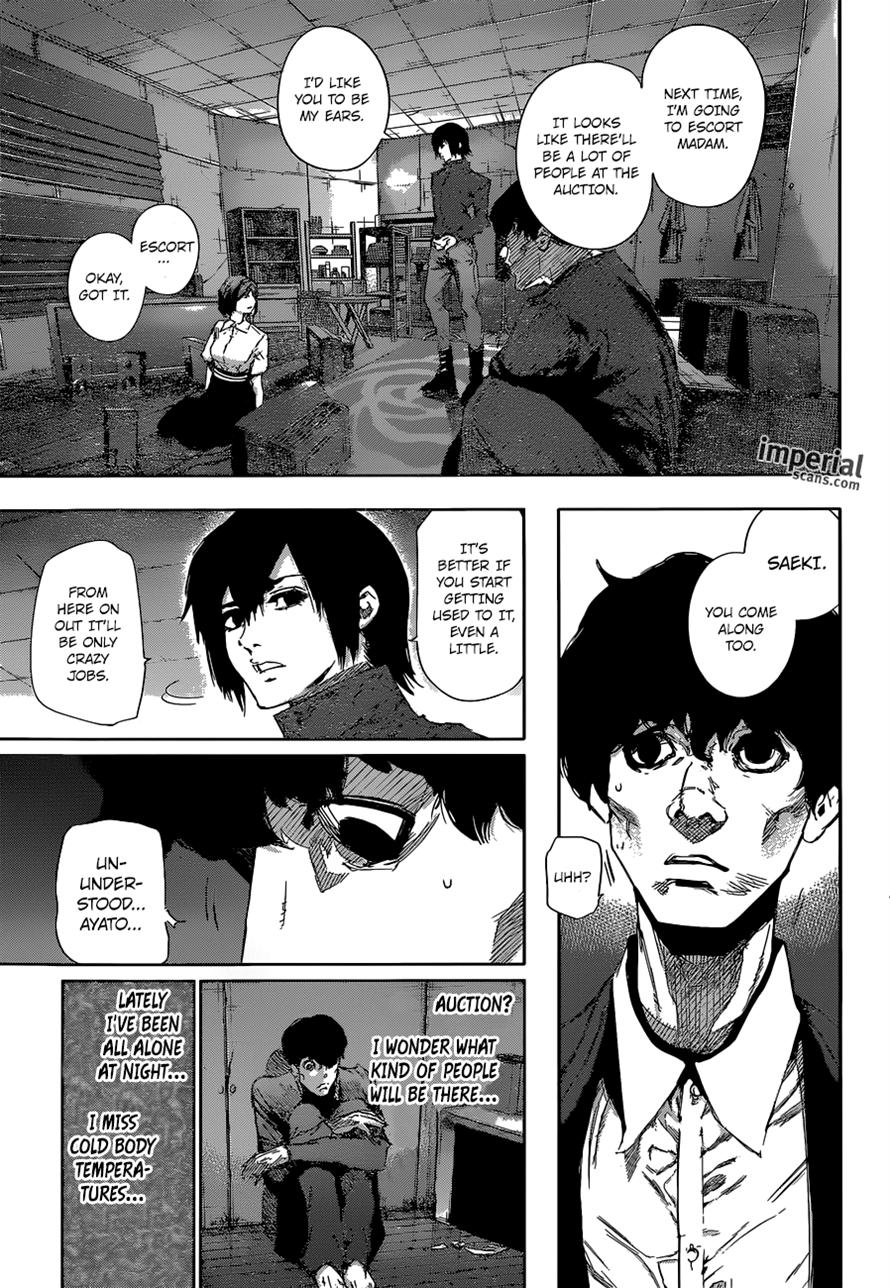 NEXT TIME,
I'M GOING
TO ESCORT
MADAM.
IT LOOKS
LIKE THERE'LL
BE A LOT OF
PEOPLE AT THE
AUCTION.
I'D LIKE
YOU TO BE
MY EARS.
ESCORT
...
OKAY,
GOT IT.
imperial
scans.com
SAEKI.
YOU COME
ALONG
TOO.
UHH?
IT'S
BETTER IF
YOU START
GETTING
USED TO IT,
EVEN A
LITTLE.
FROM
HERE ON
OUT IT'LL
BE ONLY
CRAZY
JOBS.
UN-
UNDER-
STOOD...
AYATO...
AUCTION?
I WONDER WHAT
KIND OF PEOPLE
WILL BE THERE...
LATELY
I'VE BEEN
ALL ALONE
AT NIGHT...
I MISS
COLD BODY
TEMPERA-
TURES...